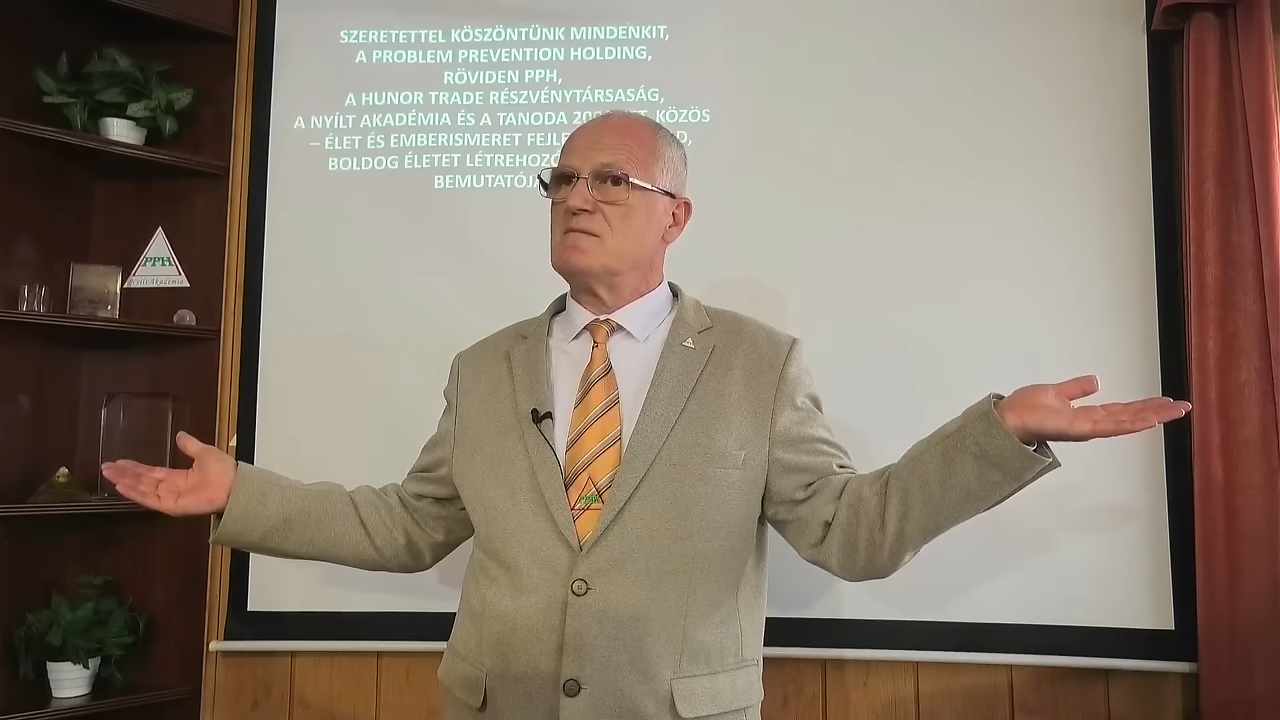 SZERETETTEL KÖSZÖNTÜNK MINDENKIT,
A PROBLEM PREVENTION HOLDING,
RÖVIDEN PPH,
A HUNOR TRADE RÉSZVÉNYTÁRSASÁG,
A NYÍLT AKADÉMIA ÉS A TANODA KÖZÖS
– ÉLET ÉS EMBERISMERET
BOLDOG ÉLETET
PPH
Nyílt Akadémia
PPH